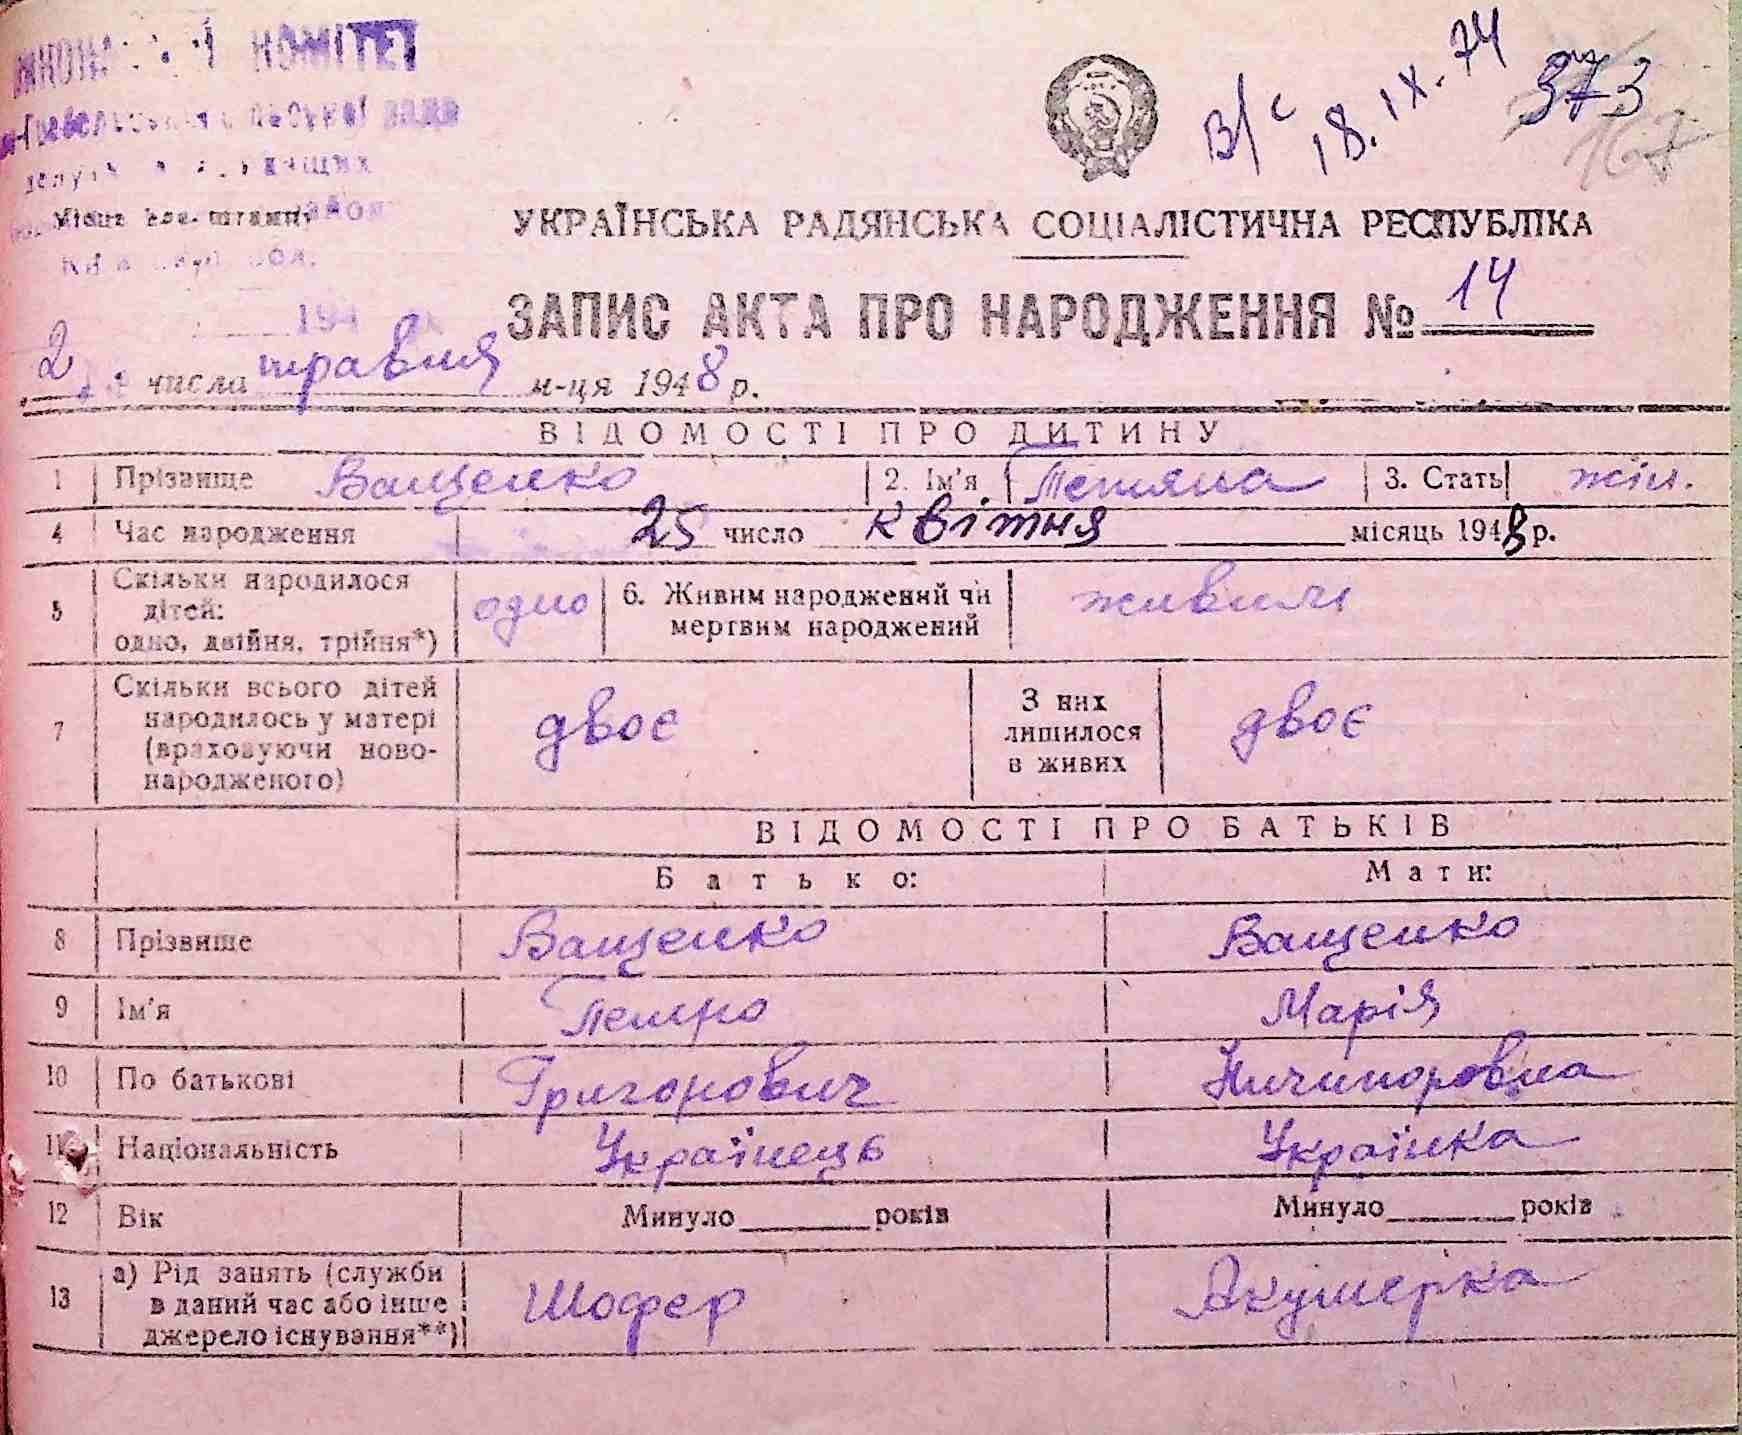 КОМІТЕТ
В/с 18.IX.74
373
167
Місце для штампу
194
УКРАЇНСЬКА РАДЯНСЬКА СОЦІАЛІСТИЧНА РЕСПУБЛІКА
ЗАПИС АКТА ПРО НАРОДЖЕННЯ № 14
2 числа травня м-ця 1948 р.
ВІДОМОСТІ ПРО ДИТИНУ
1 Прізвище Ващенко 2. Ім'я Тетяна 3. Стать жін.
4 Час народження 25 число квітня місяць 1948 р.
5 Скільки народилося дітей: одно, двійня, трійня*) одно 6. Живим народжений чи мертвим народжений живим
7 Скільки всього дітей народилось у матері (враховуючи новонародженого) двоє З них лишилося в живих двоє
ВІДОМОСТІ ПРО БАТЬКІВ
Батько: Мати:
8 Прізвище Ващенко Ващенко
9 Ім'я Петро Марія
10 По батькові Григорович Ничипоровна
11 Національність Українець Українка
12 Вік Минуло років Минуло років
13 а) Рід занять (служби в даний час або інше джерело існування**) Шофер Акушерка